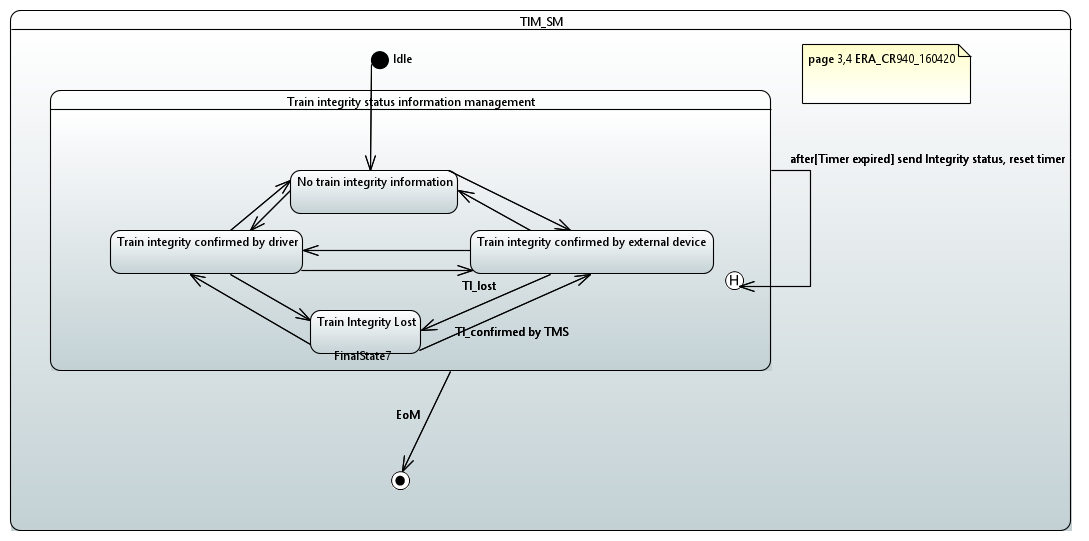 TIM_SM
Idle
page 3,4 ERA_CR940_160420
Train integrity status information management
after[Timer expired] send Integrity status, reset timer
No train integrity information
Train integrity confirmed by driver
Train integrity confirmed by external device
H
TI_lost
Train Integrity Lost
TI_confirmed by TMS
FinalState7
EoM